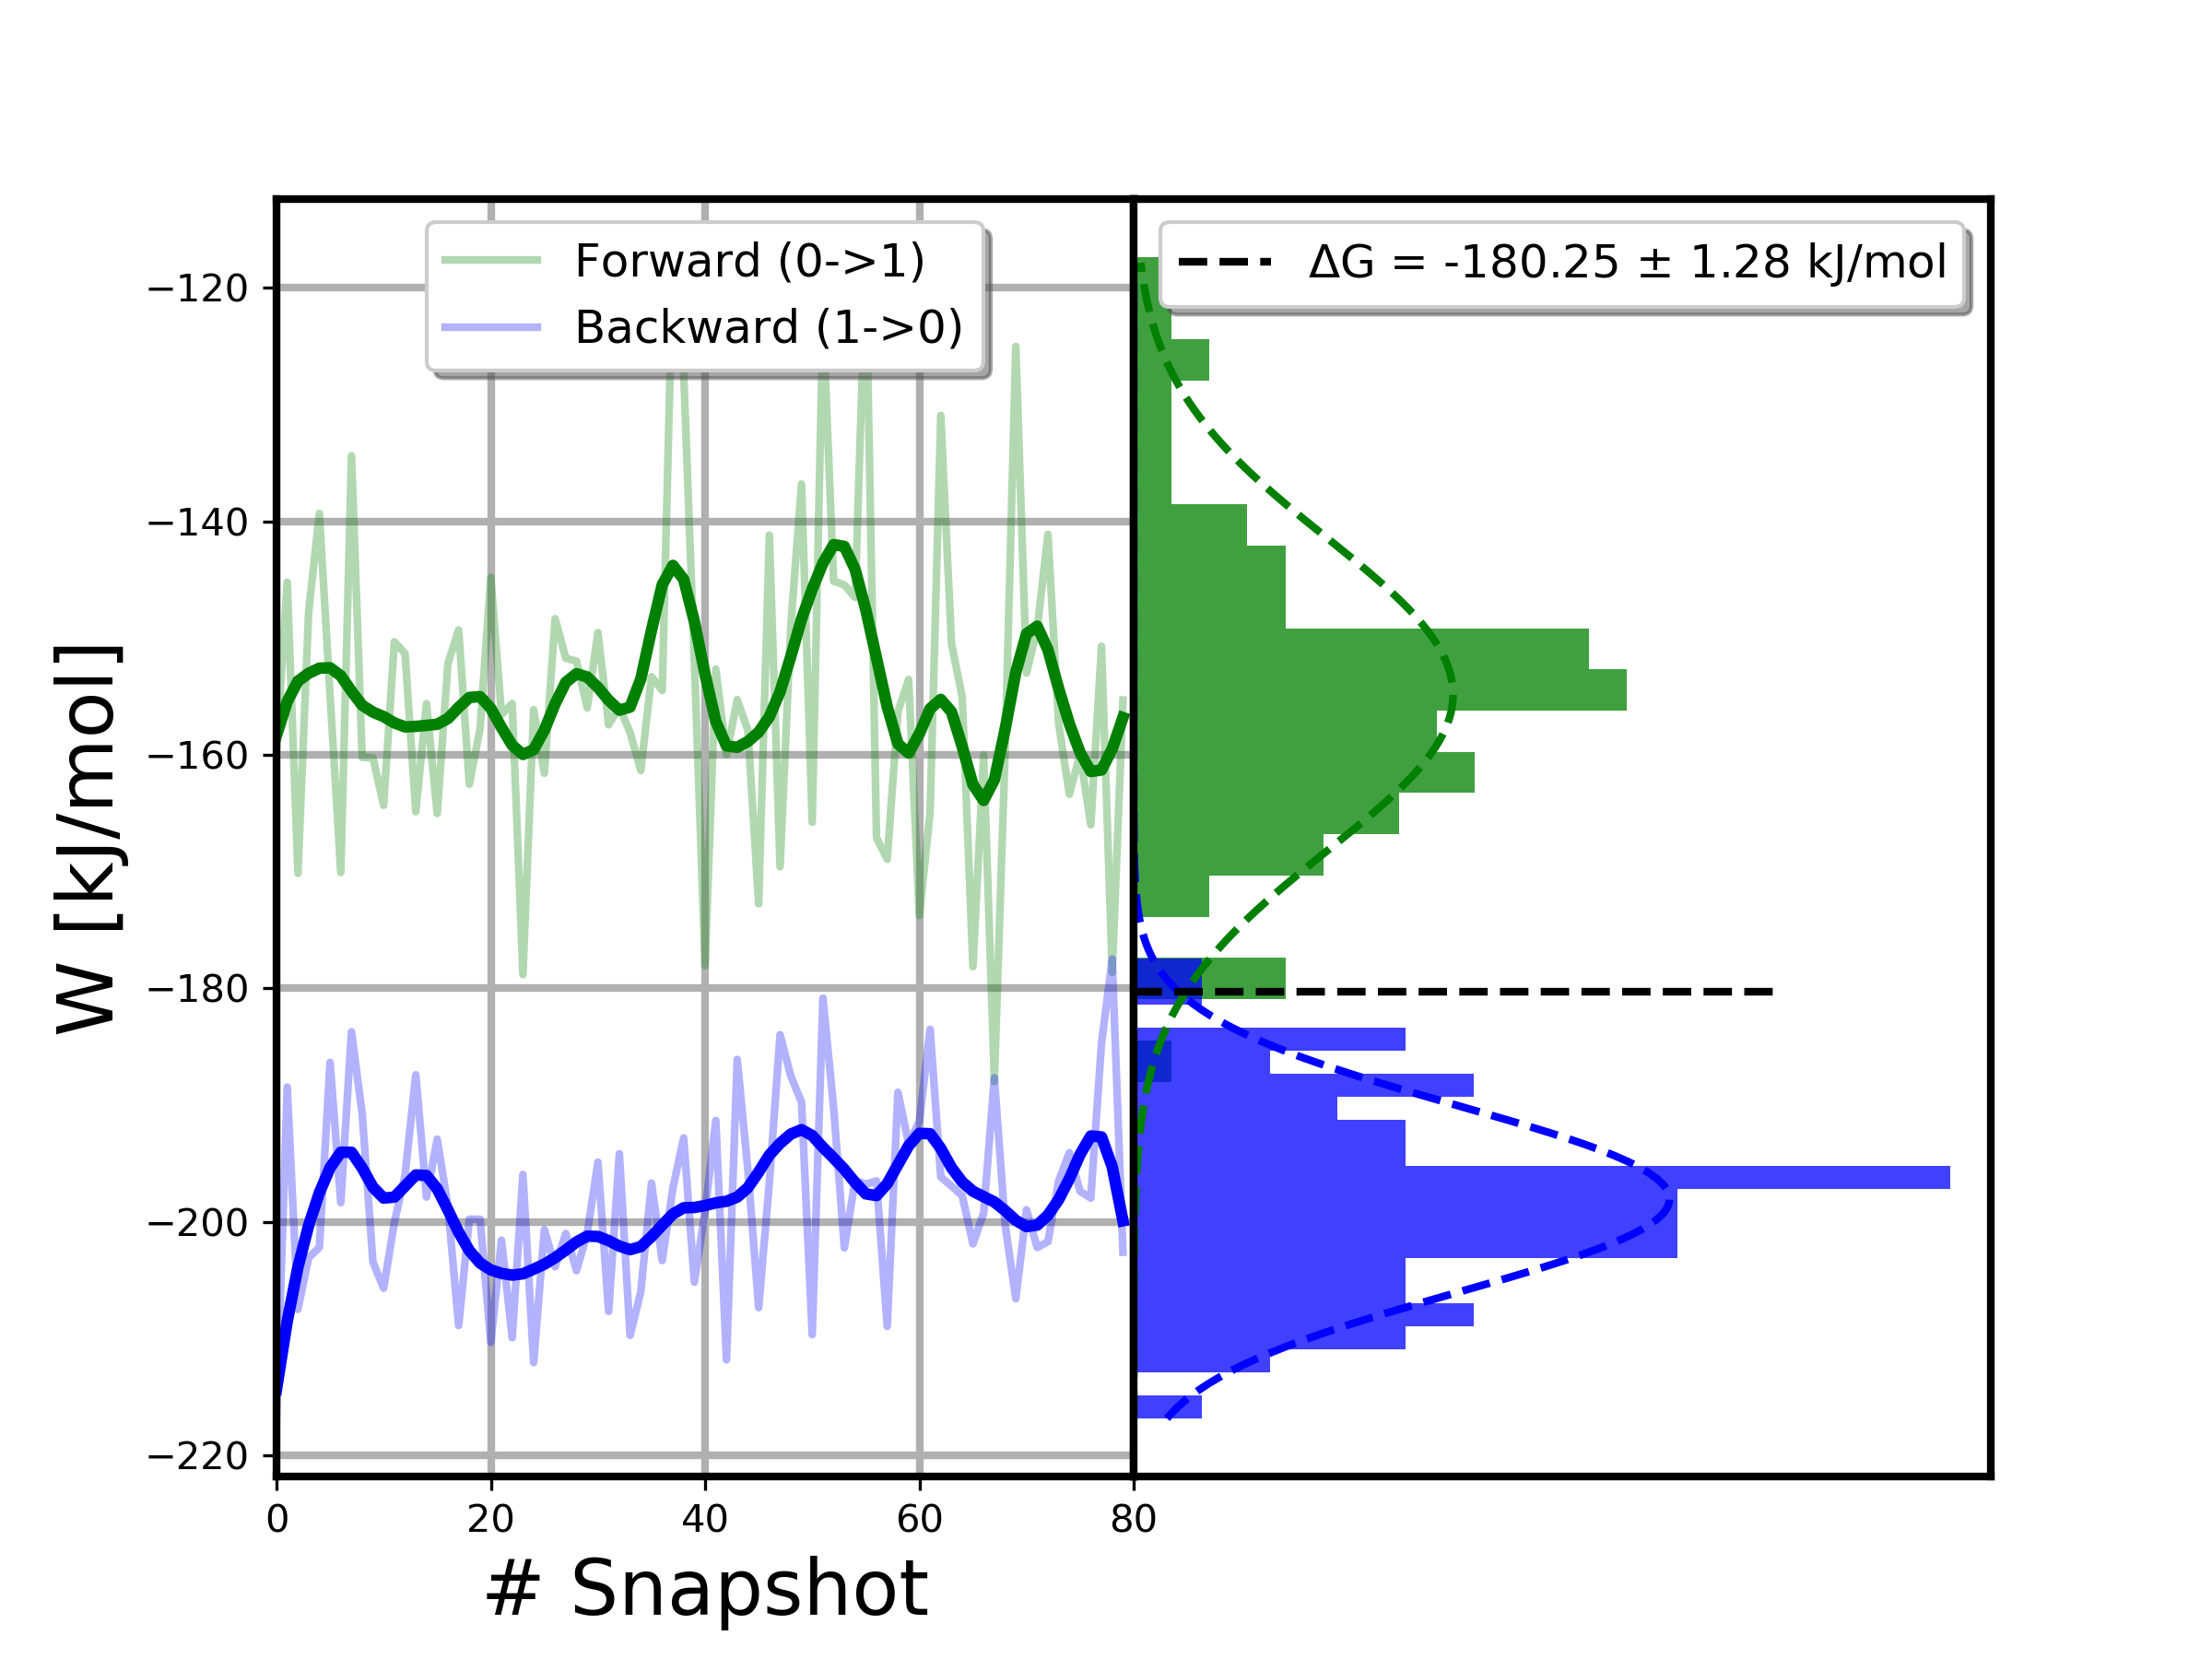 Forward (0->1)
Backward (1->0)
ΔG = -180.25 ± 1.28 kJ/mol
W [kJ/mol]
−120
−140
−160
−180
−200
−220
0 20 40 60 80
# Snapshot